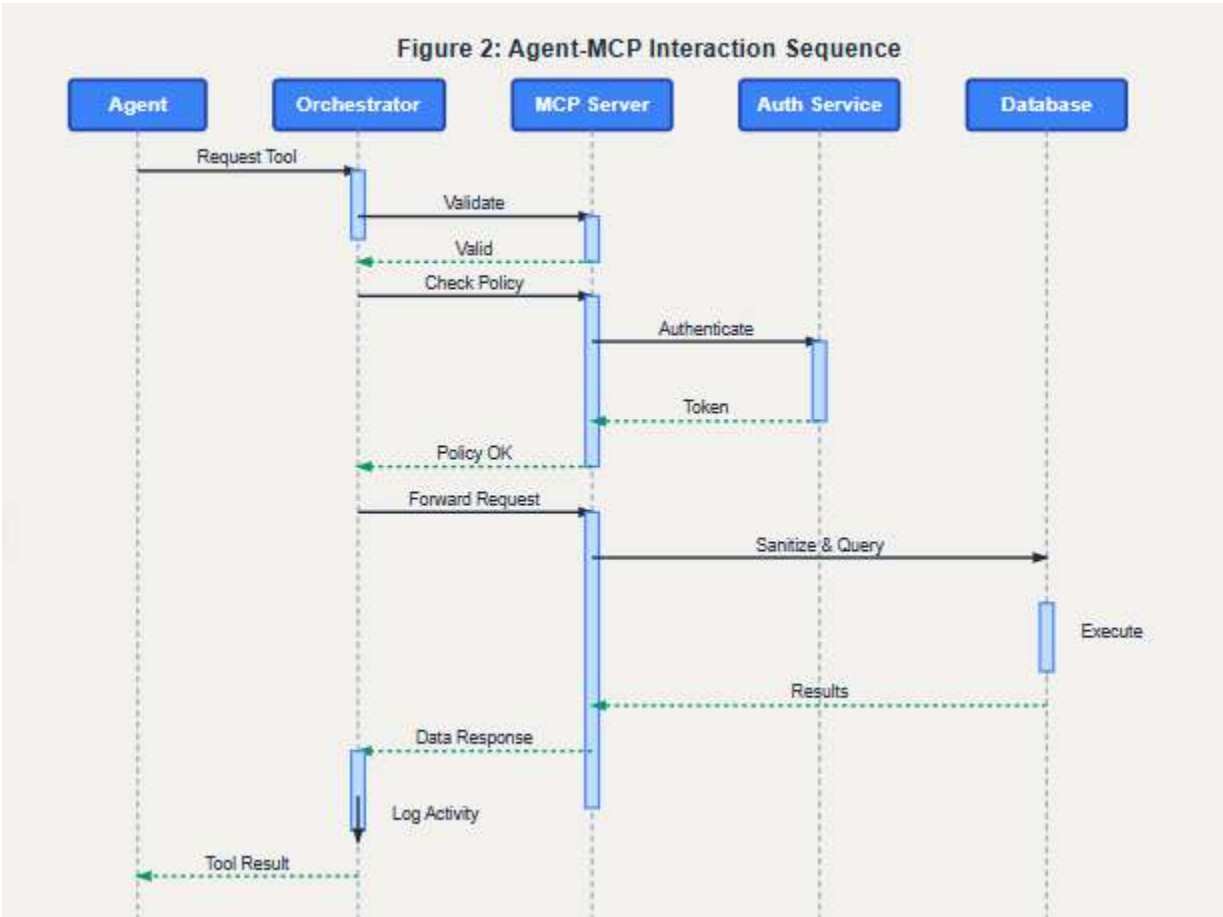 Figure 2: Agent-MCP Interaction Sequence
Agent
Orchestrator
MCP Server
Auth Service
Database
Request Tool
Validate
Valid
Check Policy
Authenticate
Token
Policy OK
Forward Request
Sanitize & Query
Execute
Results
Data Response
Log Activity
Tool Result